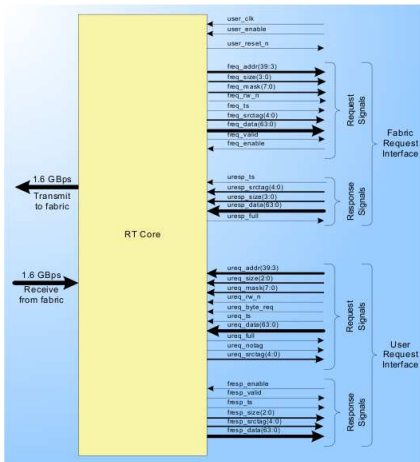 user_clk
user_enable
user_reset_n
freq_addr(39:3)
freq_size(3:0)
freq_mask(7:0)
freq_rw_n
freq_ts
freq_srctag(4:0)
freq_data(63:0)
freq_valid
freq_enable
Request
Signals
Fabric
Request
Interface
uresp_ts
uresp_srctag(4:0)
uresp_size(3:0)
uresp_data(63:0)
uresp_full
Response
Signals
1.6 GBps
Transmit
to fabric
RT Core
1.6 GBps
Receive
from fabric
ureq_addr(39:3)
ureq_size(2:0)
ureq_mask(7:0)
ureq_rw_n
ureq_byte_req
ureq_ts
ureq_data(63:0)
ureq_full
ureq_notag
ureq_srctag(4:0)
Request
Signals
User
Request
Interface
fresp_enable
fresp_valid
fresp_ts
fresp_size(2:0)
fresp_srctag(4:0)
fresp_data(63:0)
Response
Signals